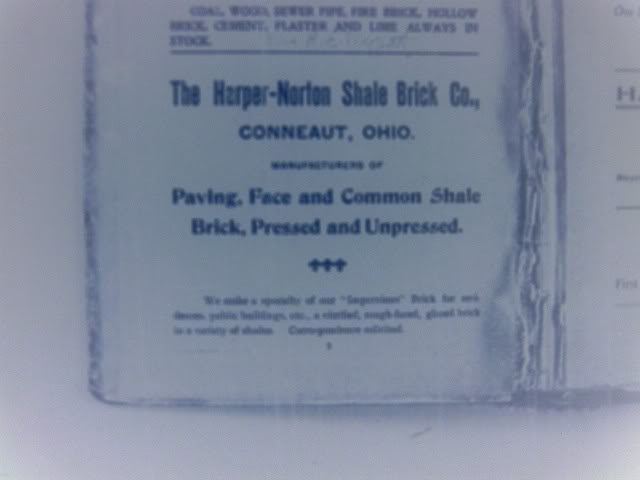 COAL, WOOD, SEWER PIPE, FIRE BRICK, HOLLOW
BRICK, CEMENT, PLASTER AND LIME ALWAYS IN
STOCK.
The Harper-Norton Shale Brick Co.,
CONNEAUT, OHIO.
MANUFACTURERS OF
Paving, Face and Common Shale
Brick, Pressed and Unpressed.
We make a specialty of our "Impervious" Brick for resi-
dences, public buildings, etc., a vitrified, rough-faced, glazed brick
in a variety of shades. Correspondence solicited.
H.
First